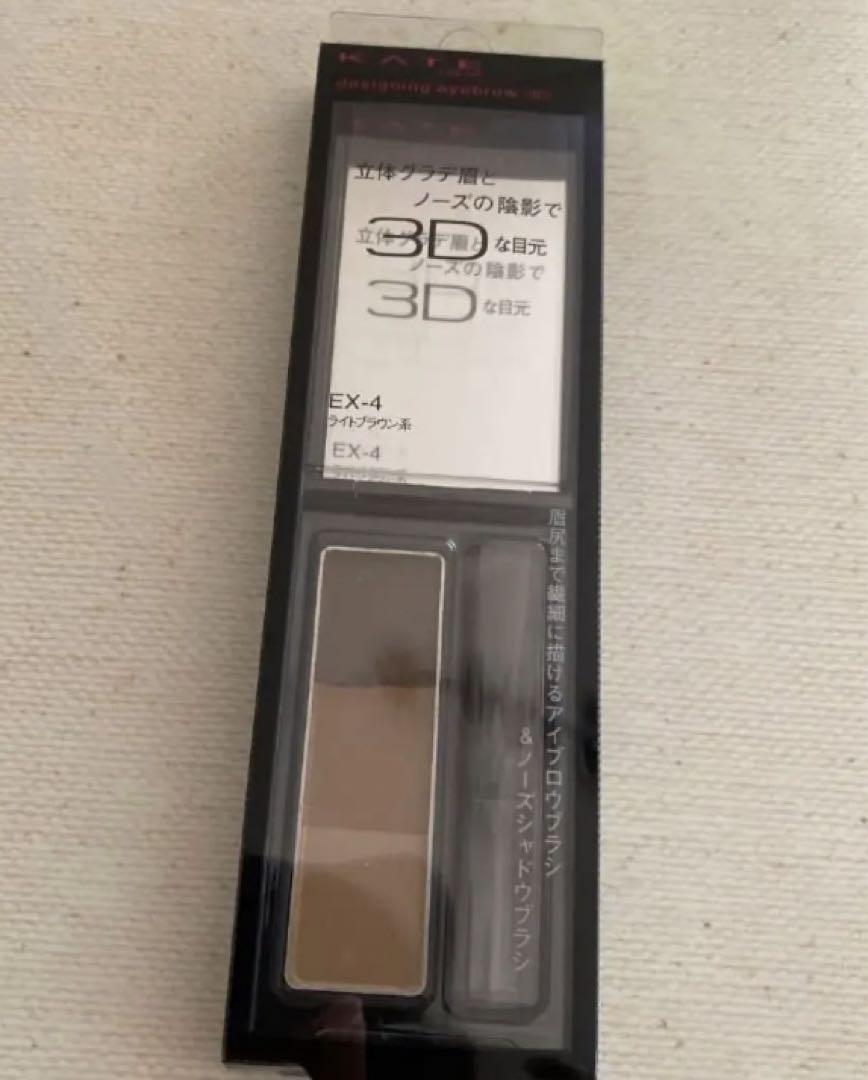 KATE
designing eyebrow 3D
立体グラデ眉と
ノーズの陰影で
3Dな目元
立体グラデ眉と
ノーズの陰影で
3Dな目元
EX-4
ライトブラウン系
EX-4
眉尻まで繊細に描けるアイブロウブラシ
&ノーズシャドウブラシ